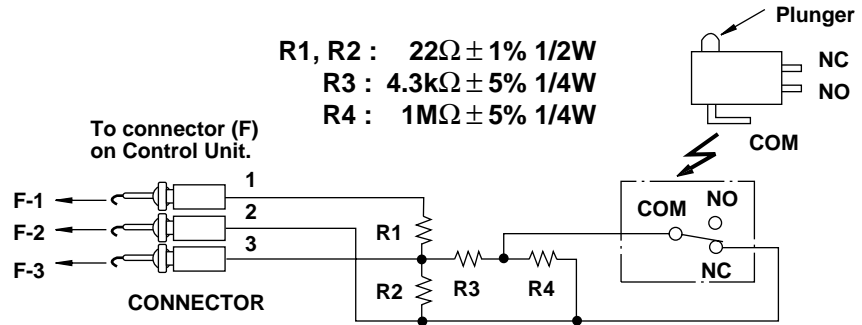 Plunger
R1, R2 : 22Ω ± 1% 1/2W
R3 : 4.3kΩ ± 5% 1/4W
R4 : 1MΩ ± 5% 1/4W
NC
NO
COM
To connector (F)
on Control Unit.
F-1
1
F-2
2
F-3
3
CONNECTOR
R1
R2
R3
R4
COM
NO
NC